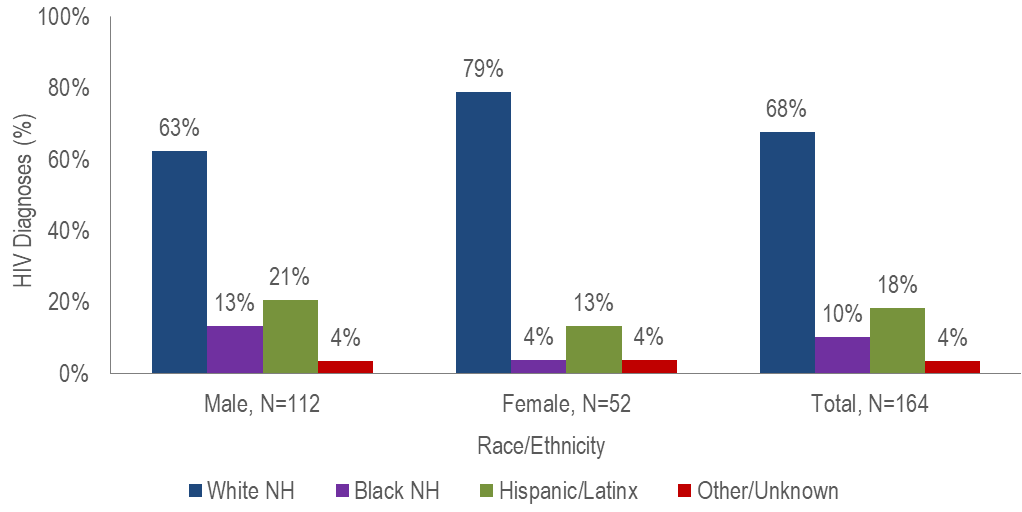 100%
80%
60%
40%
20%
0%
HIV Diagnoses (%)
63%
13%
21%
4%
79%
4%
13%
4%
68%
10%
18%
4%
Male, N=112
Female, N=52
Total, N=164
Race/Ethnicity
White NH
Black NH
Hispanic/Latinx
Other/Unknown